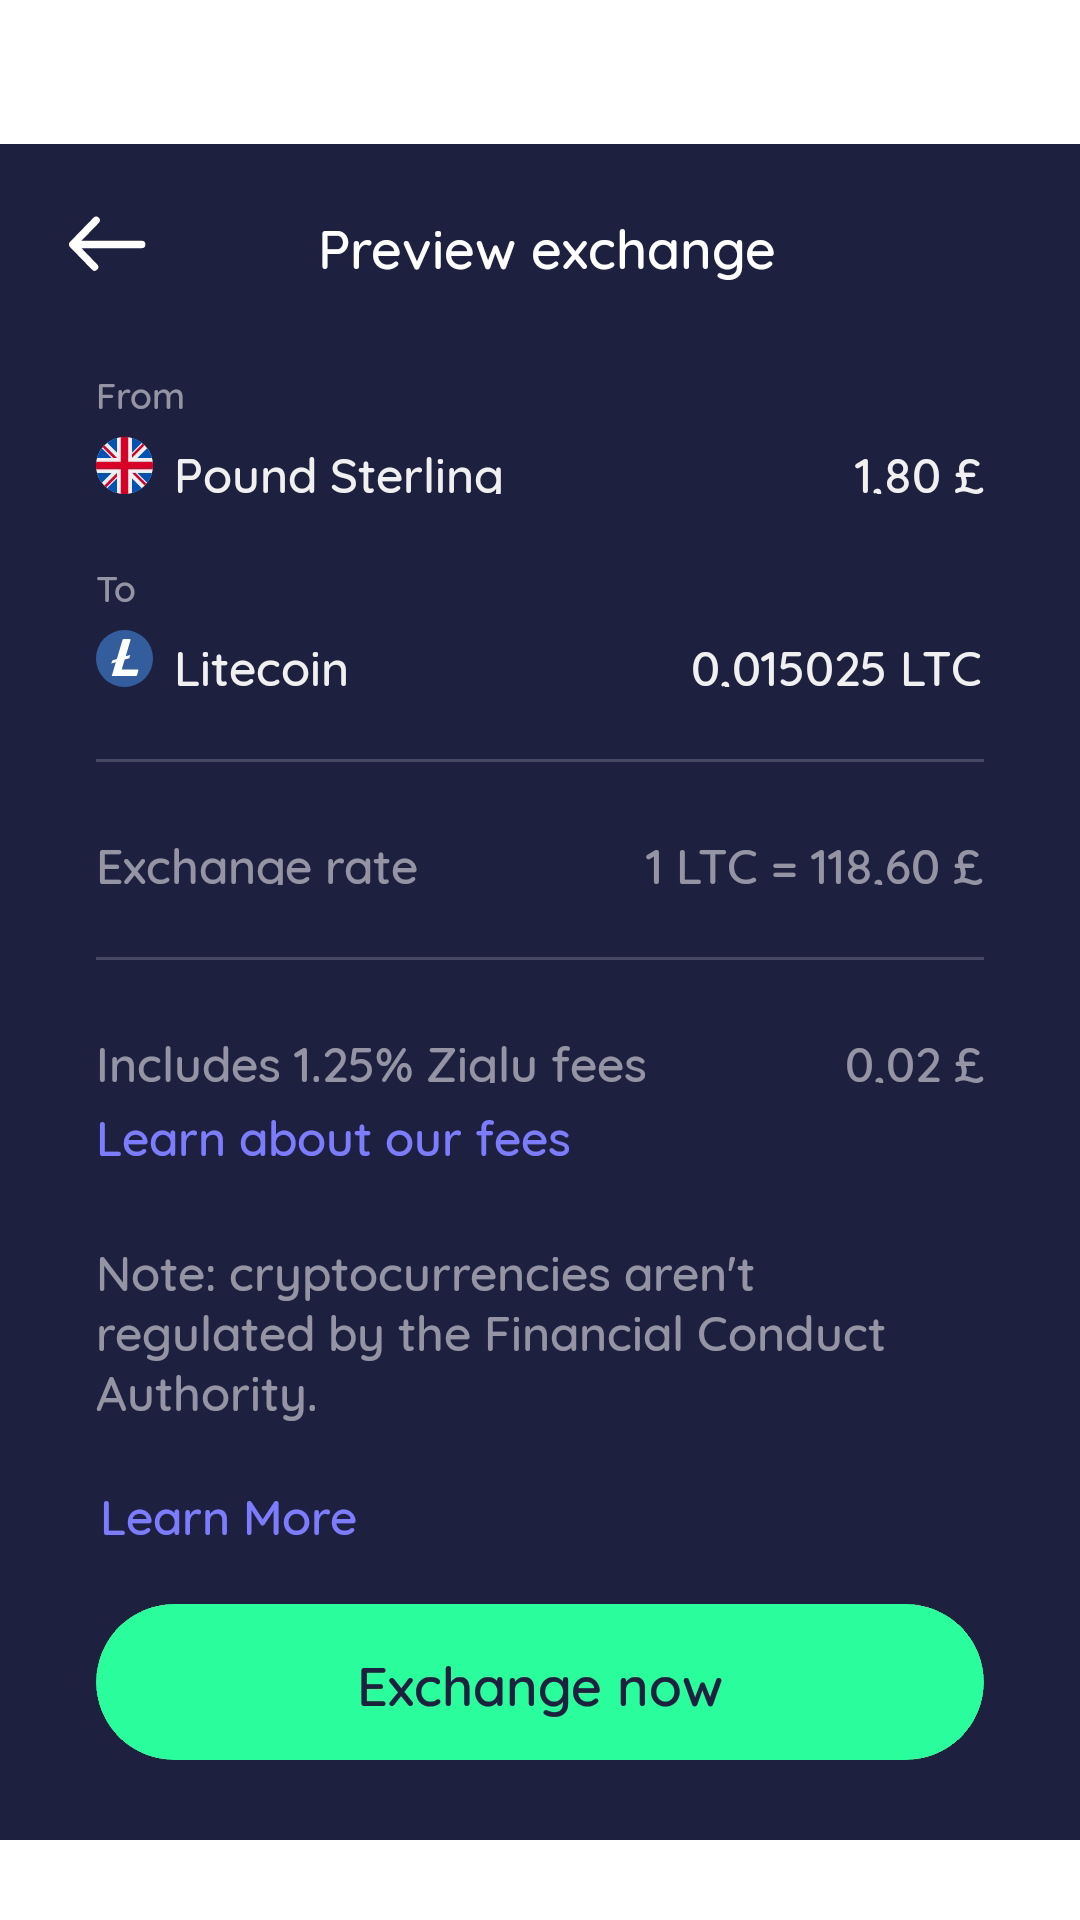 Preview exchange
From
Pound Sterling 1.80 £
To
Litecoin 0.015025 LTC
Exchange rate 1 LTC = 118.60 £
Includes 1.25% Ziglu fees 0.02 £
Learn about our fees
Note: cryptocurrencies aren't
regulated by the Financial Conduct
Authority.
Learn More
Exchange now